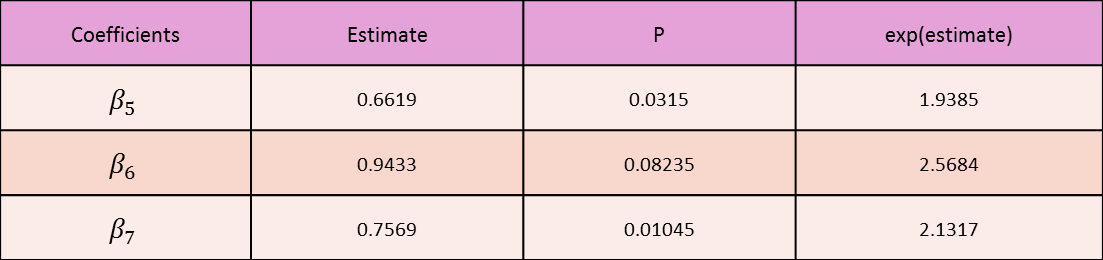 Coefficients Estimate P exp(estimate)
β₅ 0.6619 0.0315 1.9385
β₆ 0.9433 0.08235 2.5684
β₇ 0.7569 0.01045 2.1317